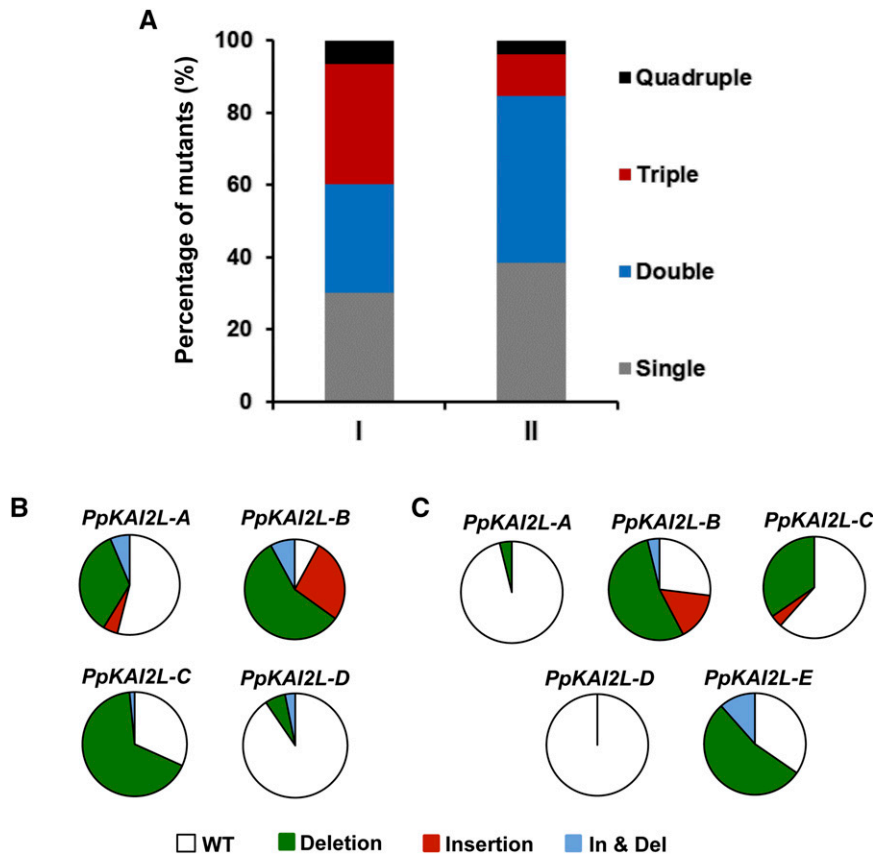 A
Percentage of mutants (%)
100
80
60
40
20
0
I
II
Quadruple
Triple
Double
Single
B
PpKAI2L-A
PpKAI2L-B
PpKAI2L-C
PpKAI2L-D
C
PpKAI2L-A
PpKAI2L-B
PpKAI2L-C
PpKAI2L-D
PpKAI2L-E
WT
Deletion
Insertion
In & Del